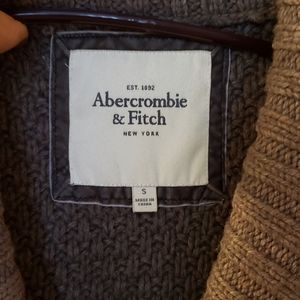 EST. 1892
Abercrombie
& Fitch
NEW YORK
S
MADE IN
CHINA